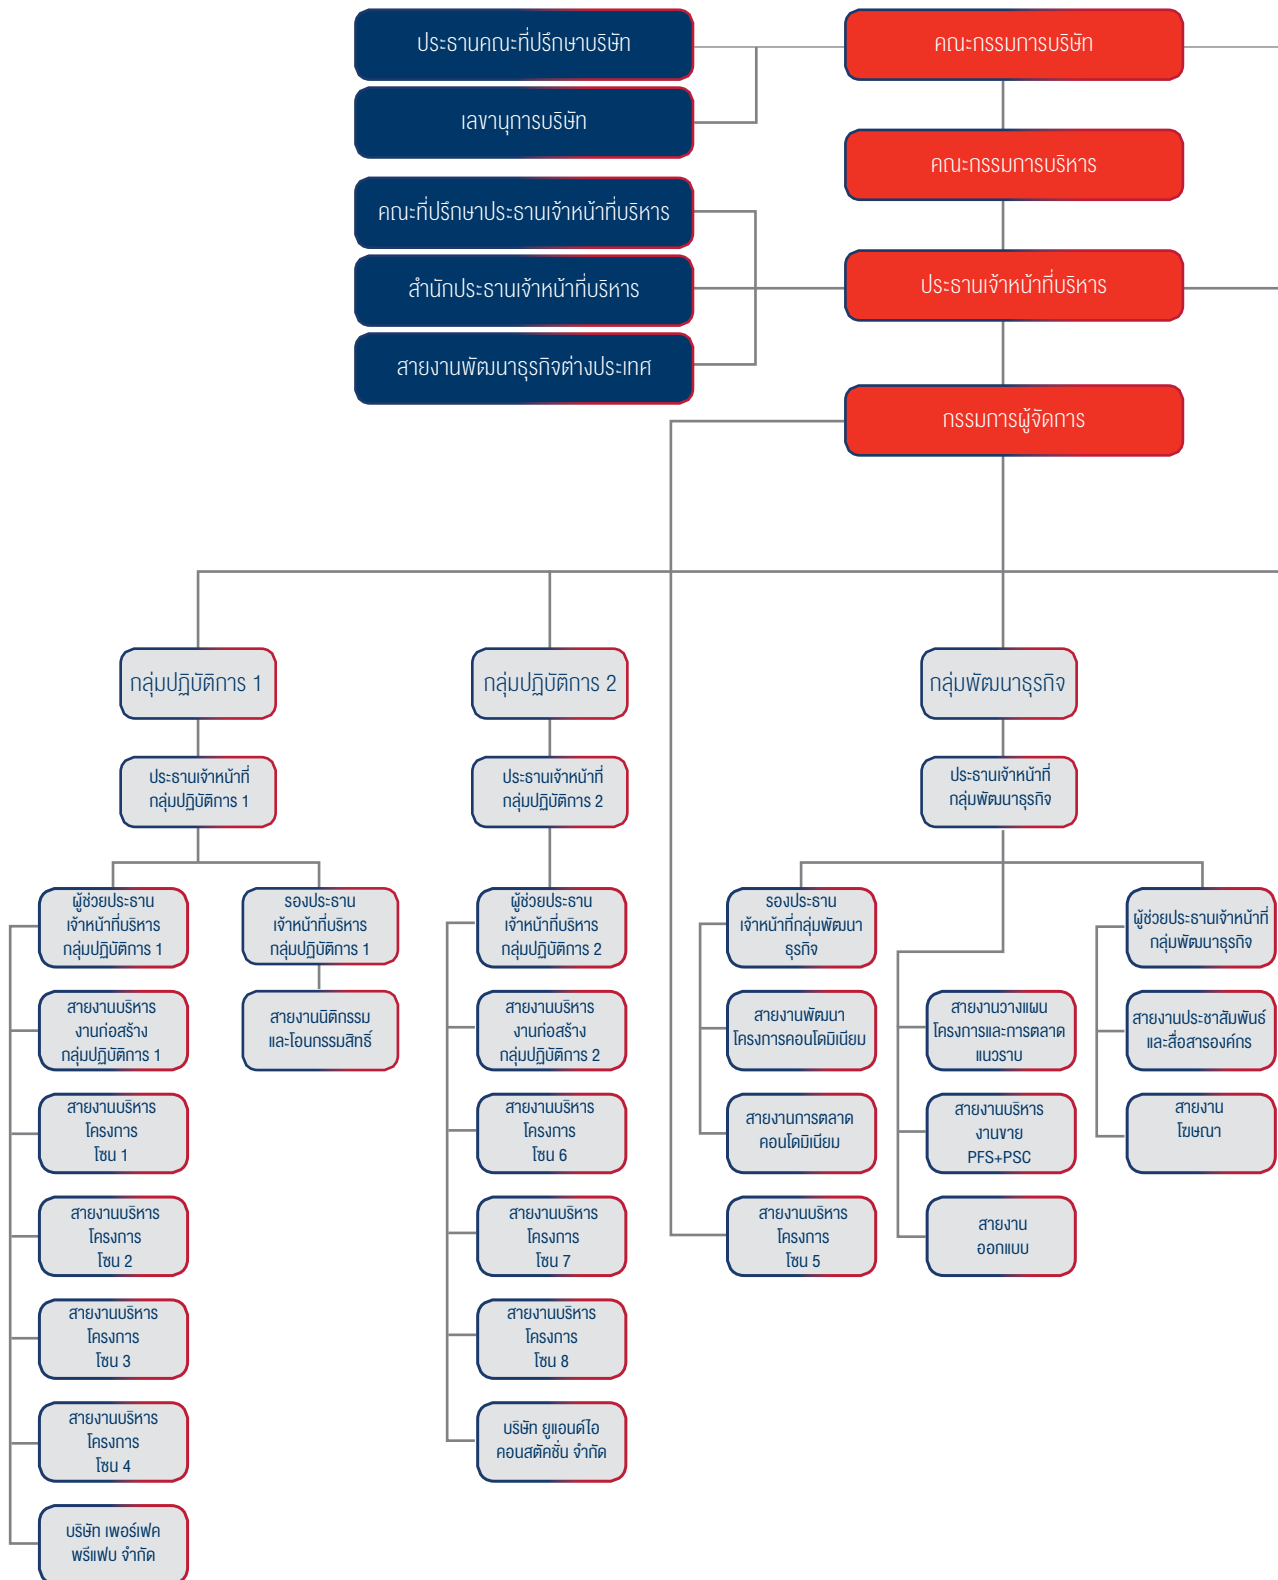 ประธานคณะที่ปรึกษาบริษัท
คณะกรรมการบริษัท
เลขานุการบริษัท
คณะกรรมการบริหาร
คณะที่ปรึกษาประธานเจ้าหน้าที่บริหาร
สำนักประธานเจ้าหน้าที่บริหาร
ประธานเจ้าหน้าที่บริหาร
สายงานพัฒนาธุรกิจต่างประเทศ
กรรมการผู้จัดการ
กลุ่มปฏิบัติการ 1
กลุ่มปฏิบัติการ 2
กลุ่มพัฒนาธุรกิจ
ประธานเจ้าหน้าที่
กลุ่มปฏิบัติการ 1
ประธานเจ้าหน้าที่
กลุ่มปฏิบัติการ 2
ประธานเจ้าหน้าที่
กลุ่มพัฒนาธุรกิจ
ผู้ช่วยประธาน
เจ้าหน้าที่บริหาร
กลุ่มปฏิบัติการ 1
รองประธาน
เจ้าหน้าที่บริหาร
กลุ่มปฏิบัติการ 1
ผู้ช่วยประธาน
เจ้าหน้าที่บริหาร
กลุ่มปฏิบัติการ 2
รองประธาน
เจ้าหน้าที่กลุ่มพัฒนา
ธุรกิจ
ผู้ช่วยประธานเจ้าหน้าที่
กลุ่มพัฒนาธุรกิจ
สายงานบริหาร
งานก่อสร้าง
กลุ่มปฏิบัติการ 1
สายงานนิติกรรม
และโอนกรรมสิทธิ์
สายงานบริหาร
งานก่อสร้าง
กลุ่มปฏิบัติการ 2
สายงานพัฒนา
โครงการคอนโดมิเนียม
สายงานวางแผน
โครงการและการตลาด
แนวราบ
สายงานประชาสัมพันธ์
และสื่อสารองค์กร
สายงานบริหาร
โครงการ
โซน 1
สายงานบริหาร
โครงการ
โซน 6
สายงานการตลาด
คอนโดมิเนียม
สายงานบริหาร
งานขาย
PFS+PSC
สายงาน
โฆษณา
สายงานบริหาร
โครงการ
โซน 2
สายงานบริหาร
โครงการ
โซน 7
สายงานบริหาร
โครงการ
โซน 5
สายงาน
ออกแบบ
สายงานบริหาร
โครงการ
โซน 3
สายงานบริหาร
โครงการ
โซน 8
สายงานบริหาร
โครงการ
โซน 4
บริษัท ยูแอนด์ไอ
คอนสตัคชั่น จำกัด
บริษัท เพอร์เฟค
พรีแฟบ จำกัด